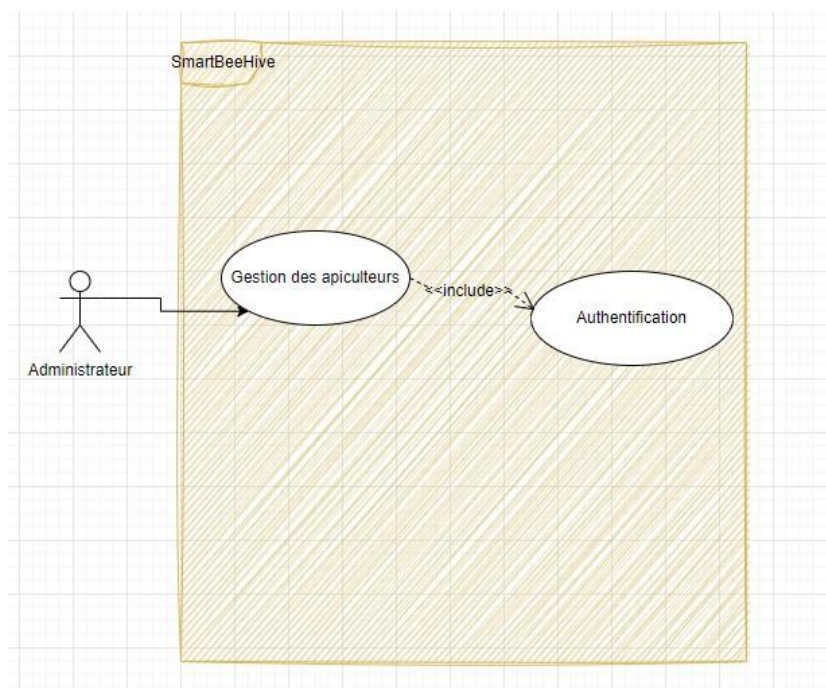 SmartBeeHive
Gestion des apiculteurs
<<include>>
Authentification
Administrateur